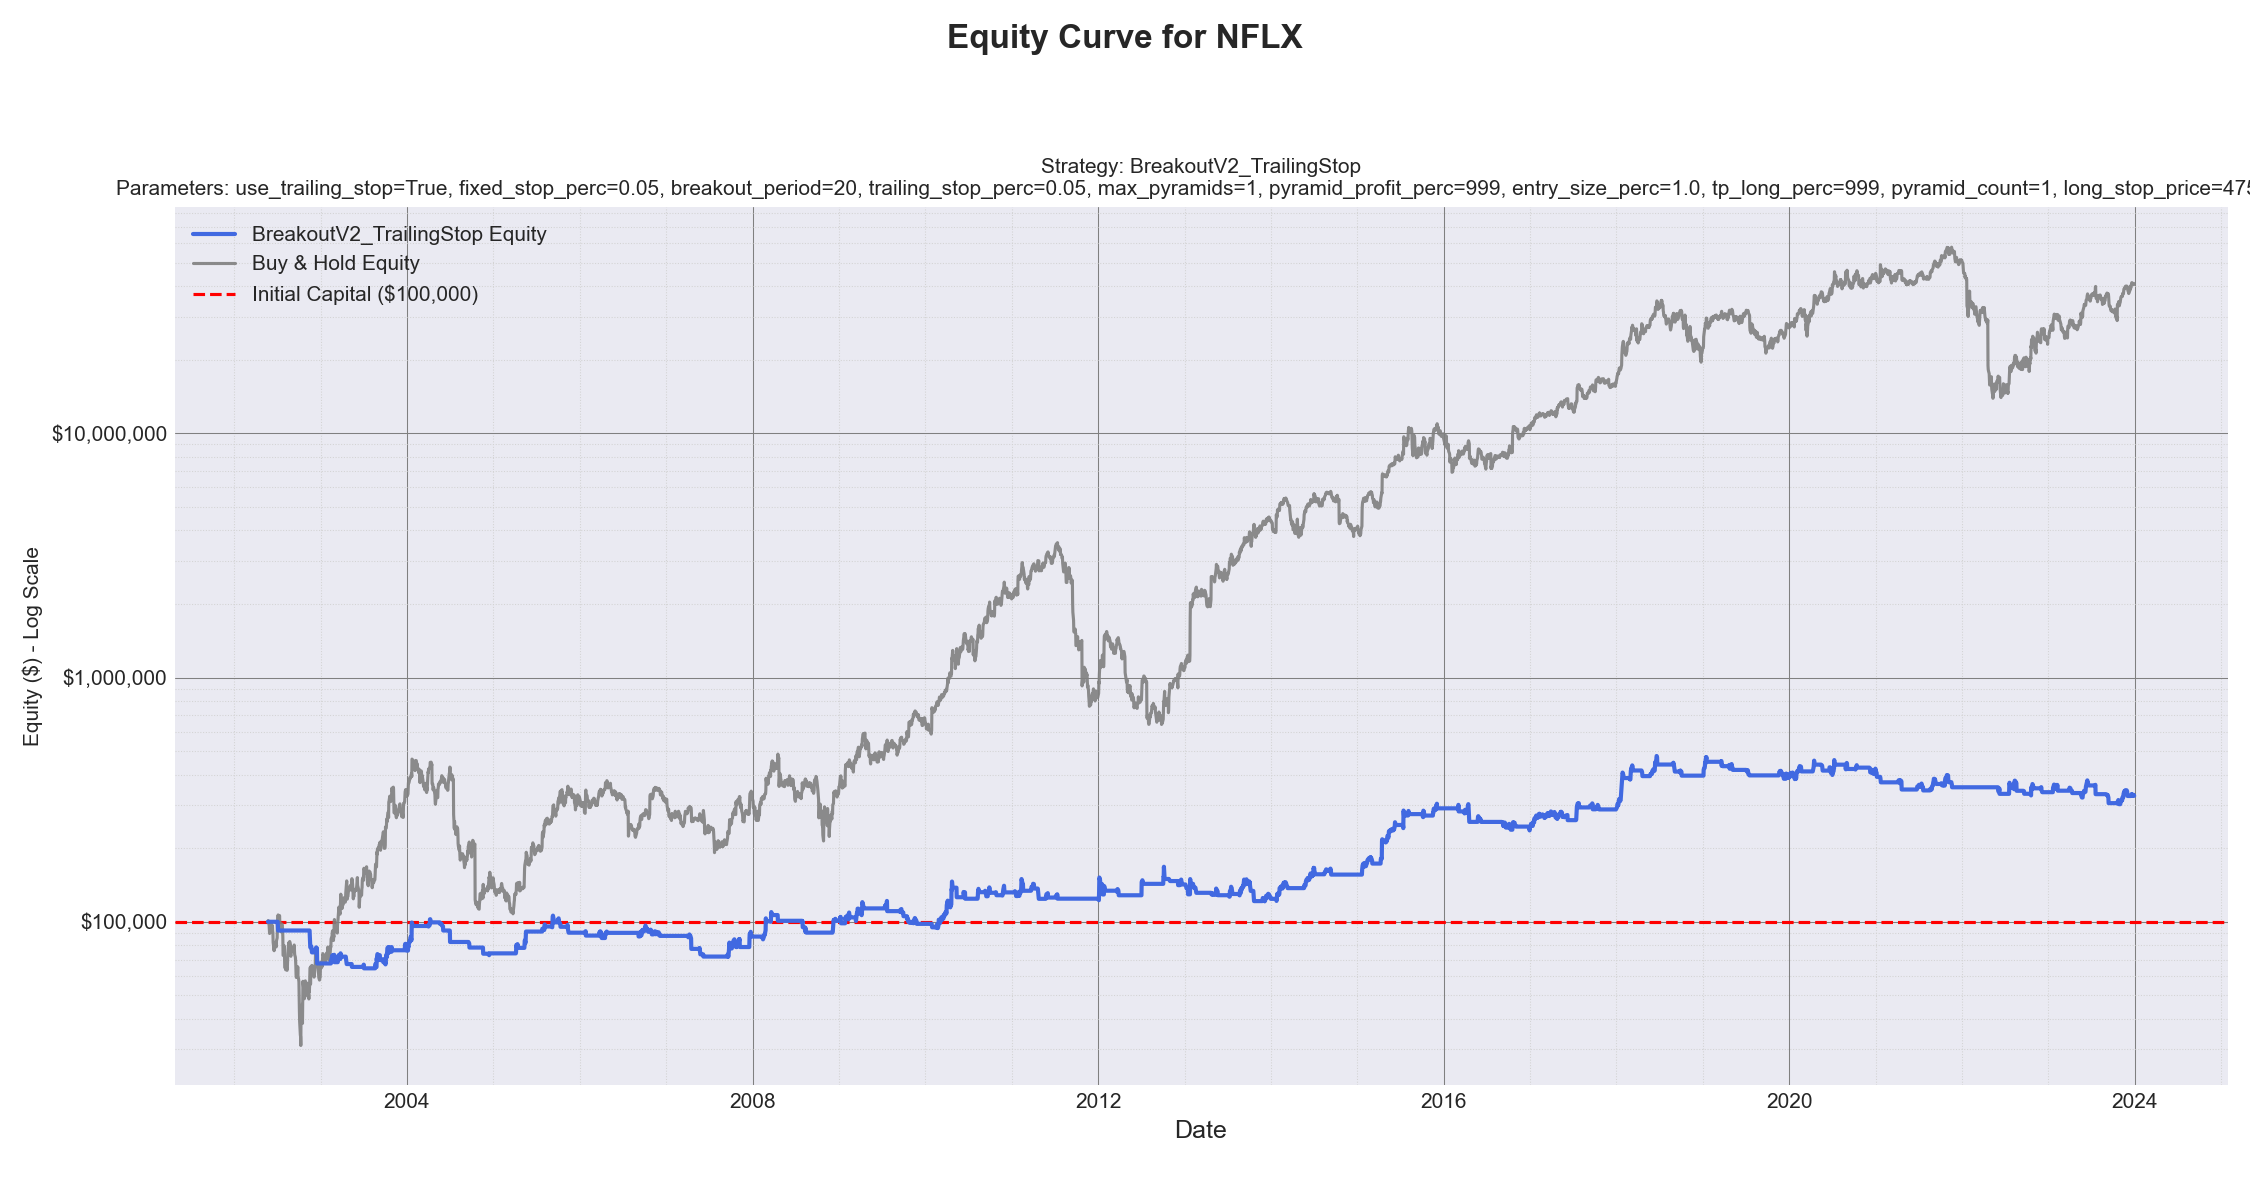 Equity Curve for NFLX
Strategy: BreakoutV2_TrailingStop
Parameters: use_trailing_stop=True, fixed_stop_perc=0.05, breakout_period=20, trailing_stop_perc=0.05, max_pyramids=1, pyramid_profit_perc=999, entry_size_perc=1.0, tp_long_perc=999, pyramid_count=1, long_stop_price=475
BreakoutV2_TrailingStop Equity
Buy & Hold Equity
Initial Capital ($100,000)
$10,000,000
$1,000,000
$100,000
Equity ($) - Log Scale
2004
2008
2012
2016
2020
2024
Date